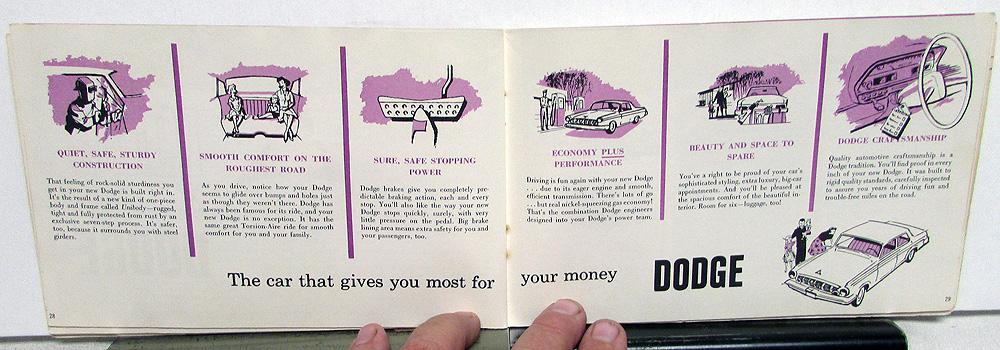 QUIET, SAFE, STURDY
CONSTRUCTION
That feeling of rock-solid sturdiness you
get in your new Dodge is built right in.
It's the result of a new kind of one-piece
body and frame called Unibody—rugged,
tight and fully protected from rust by an
exclusive seven-step process. It's safer,
too, because it surrounds you with steel
girders.
SMOOTH COMFORT ON THE
ROUGHEST ROAD
As you drive, notice how your Dodge
seems to glide over bumps and holes just
as though they weren't there. Dodge has
always been famous for its ride, and your
new Dodge is no exception. It has the
same great Torsion-Aire ride for smooth
comfort for you and your family.
SURE, SAFE STOPPING
POWER
Dodge brakes give you completely pre-
dictable braking action, each and every
stop. You'll also like the way your new
Dodge stops quickly, surely, with very
little pressure on the pedal. Big brake
lining area means extra safety for you and
your passengers, too.
The car that gives you most for
28
ECONOMY PLUS
PERFORMANCE
Driving is fun again with your new Dodge
. . . due to its eager engine and smooth,
efficient transmission. There's lots of go
. . . but real nickel-squeezing gas economy!
That's the combination Dodge engineers
designed into your Dodge's power team.
BEAUTY AND SPACE TO
SPARE
You've a right to be proud of your car's
sophisticated styling, extra luxury, big-car
appointments. And you'll be pleased at
the spacious comfort of the beautiful in-
terior. Room for six—luggage, too!
DODGE CRAFTSMANSHIP
Quality automotive craftsmanship is a
Dodge tradition. You'll find proof in every
inch of your new Dodge. It was built to
rigid quality standards, carefully inspected
to assure you years of driving fun and
trouble-free miles on the road.
your money
DODGE
29